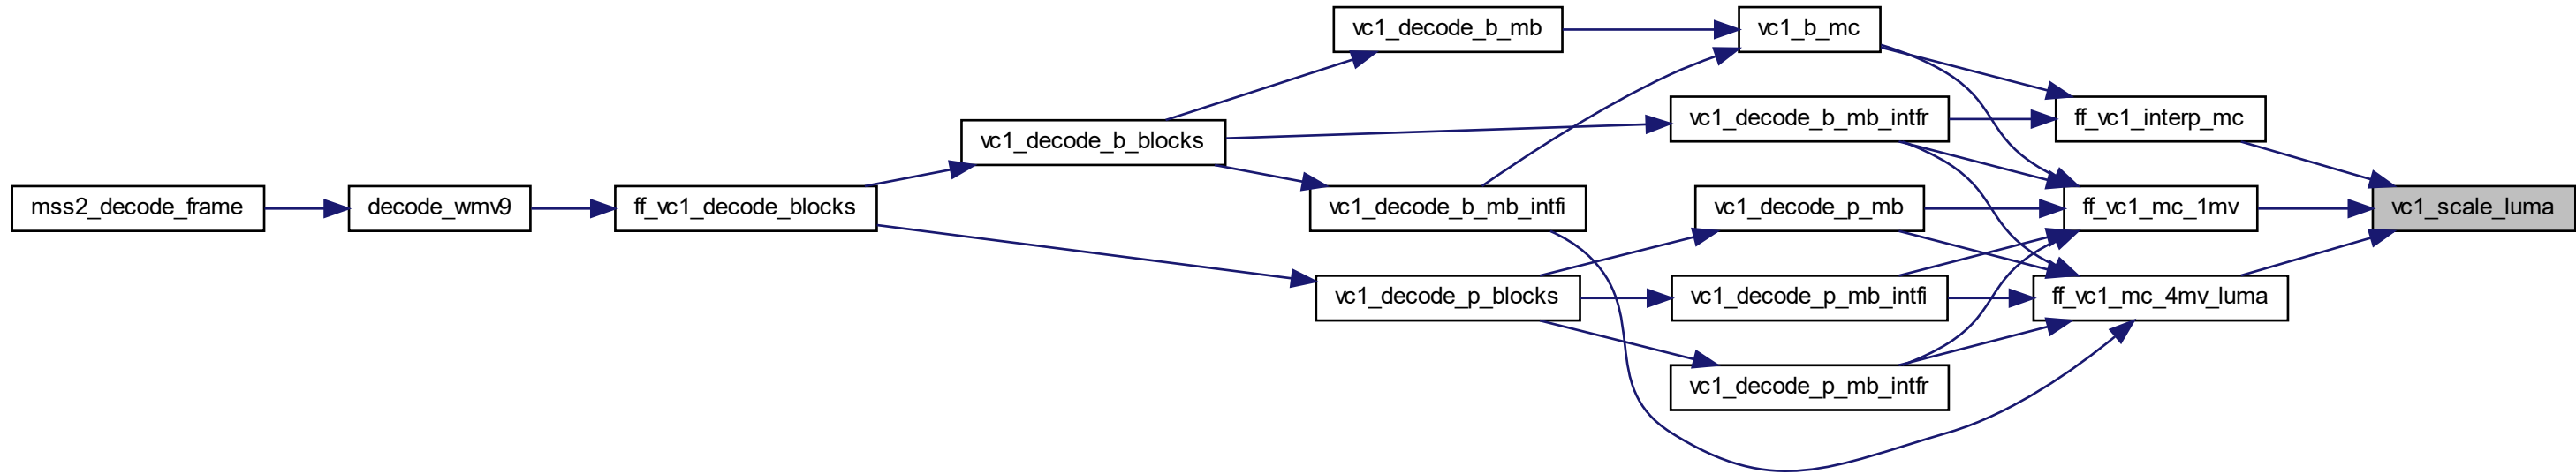 vc1_decode_b_mb
vc1_b_mc
vc1_decode_b_blocks
vc1_decode_b_mb_intfr
ff_vc1_interp_mc
mss2_decode_frame
decode_wmv9
ff_vc1_decode_blocks
vc1_decode_b_mb_intfi
vc1_decode_p_mb
ff_vc1_mc_1mv
vc1_scale_luma
vc1_decode_p_blocks
vc1_decode_p_mb_intfi
ff_vc1_mc_4mv_luma
vc1_decode_p_mb_intfr